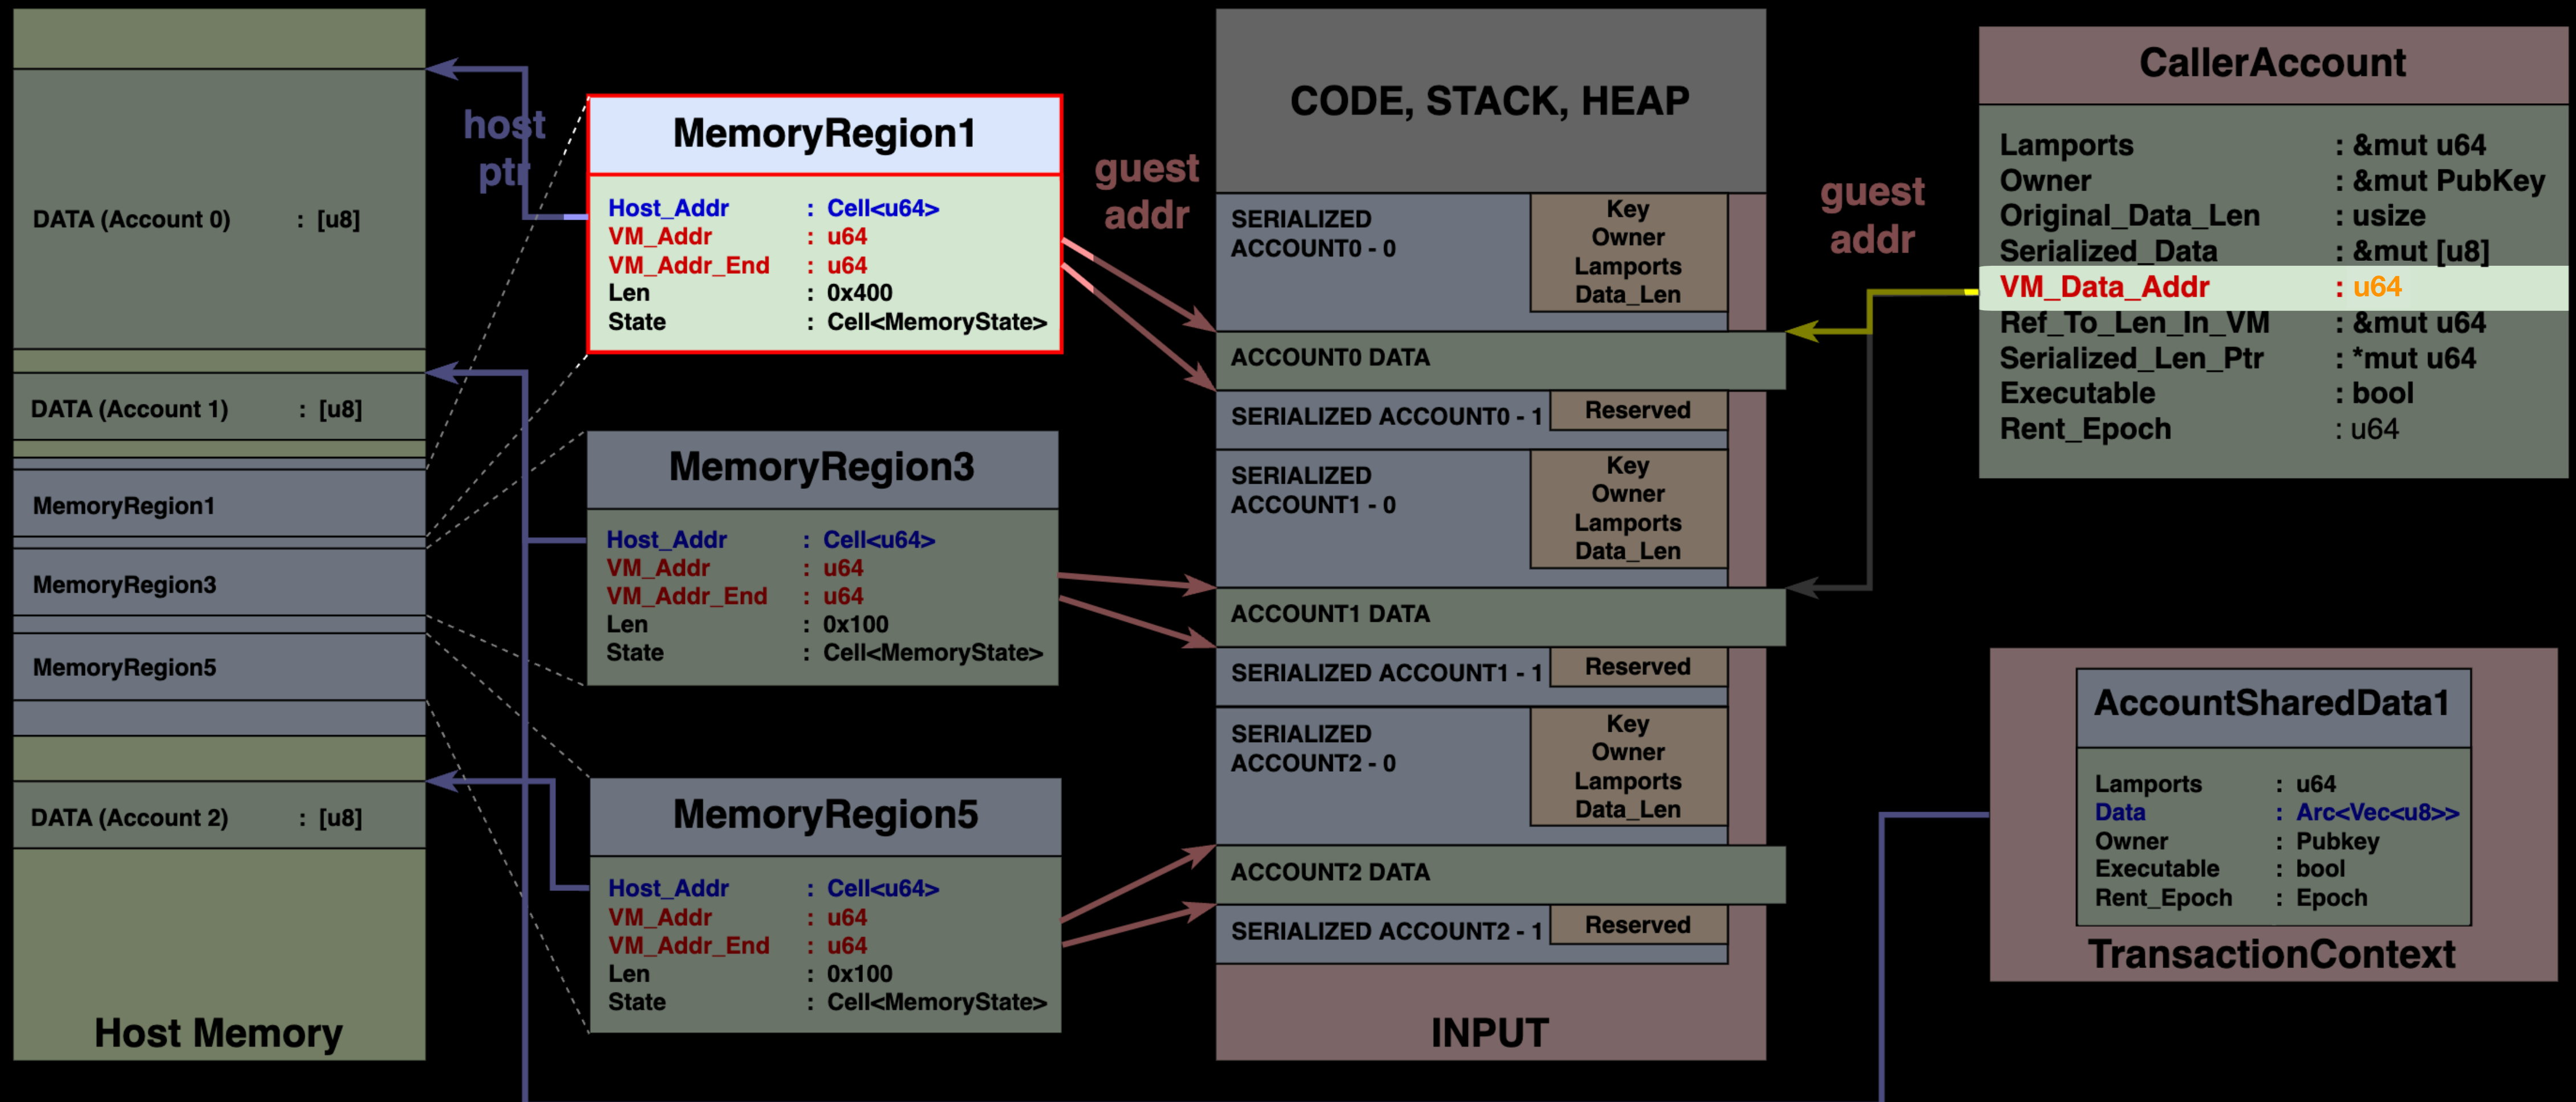 DATA (Account 0) : [u8]
DATA (Account 1) : [u8]
MemoryRegion1
MemoryRegion3
MemoryRegion5
DATA (Account 2) : [u8]
Host Memory
host
ptr
MemoryRegion1
Host_Addr : Cell<u64>
VM_Addr : u64
VM_Addr_End : u64
Len : 0x400
State : Cell<MemoryState>
MemoryRegion3
Host_Addr : Cell<u64>
VM_Addr : u64
VM_Addr_End : u64
Len : 0x100
State : Cell<MemoryState>
MemoryRegion5
Host_Addr : Cell<u64>
VM_Addr : u64
VM_Addr_End : u64
Len : 0x100
State : Cell<MemoryState>
guest
addr
CODE, STACK, HEAP
SERIALIZED
ACCOUNT0 - 0
Key
Owner
Lamports
Data_Len
ACCOUNT0 DATA
SERIALIZED ACCOUNT0 - 1
Reserved
SERIALIZED
ACCOUNT1 - 0
Key
Owner
Lamports
Data_Len
ACCOUNT1 DATA
SERIALIZED ACCOUNT1 - 1
Reserved
SERIALIZED
ACCOUNT2 - 0
Key
Owner
Lamports
Data_Len
ACCOUNT2 DATA
SERIALIZED ACCOUNT2 - 1
Reserved
INPUT
guest
addr
CallerAccount
Lamports : &mut u64
Owner : &mut PubKey
Original_Data_Len : usize
Serialized_Data : &mut [u8]
VM_Data_Addr : u64
Ref_To_Len_In_VM : &mut u64
Serialized_Len_Ptr : *mut u64
Executable : bool
Rent_Epoch : u64
AccountSharedData1
Lamports : u64
Data : Arc<Vec<u8>>
Owner : Pubkey
Executable : bool
Rent_Epoch : Epoch
TransactionContext